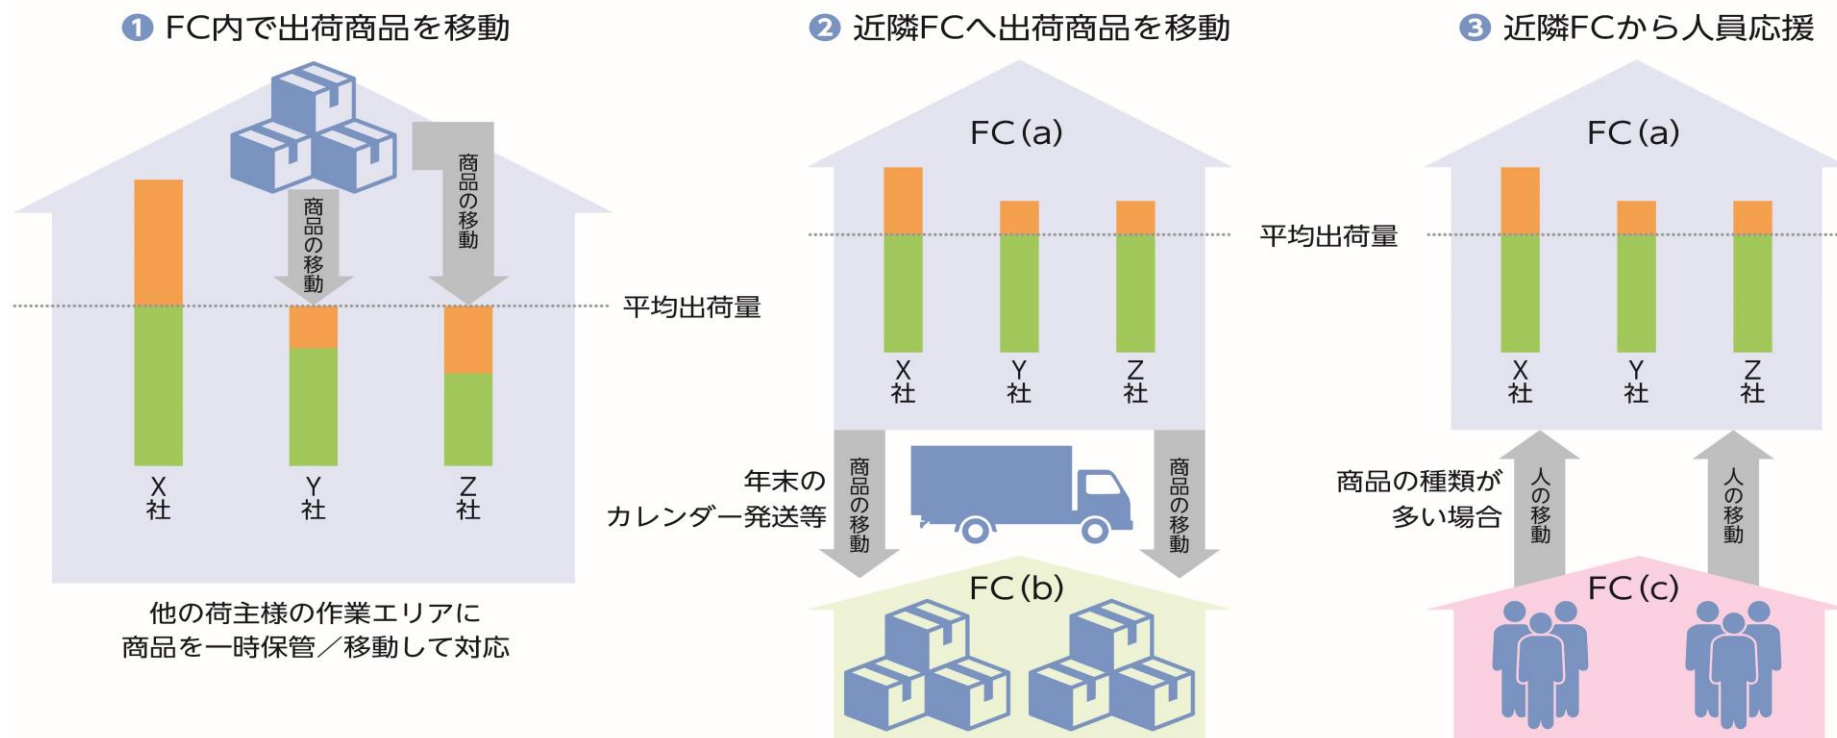 ① FC内で出荷商品を移動
商品の移動
商品の移動
平均出荷量
X社
Y社
Z社
他の荷主様の作業エリアに
商品を一時保管／移動して対応
② 近隣FCへ出荷商品を移動
FC(a)
平均出荷量
X社
Y社
Z社
年末の
カレンダー発送等
商品の移動
商品の移動
FC(b)
③ 近隣FCから人員応援
FC(a)
X社
Y社
Z社
商品の種類が
多い場合
人の移動
人の移動
FC(c)